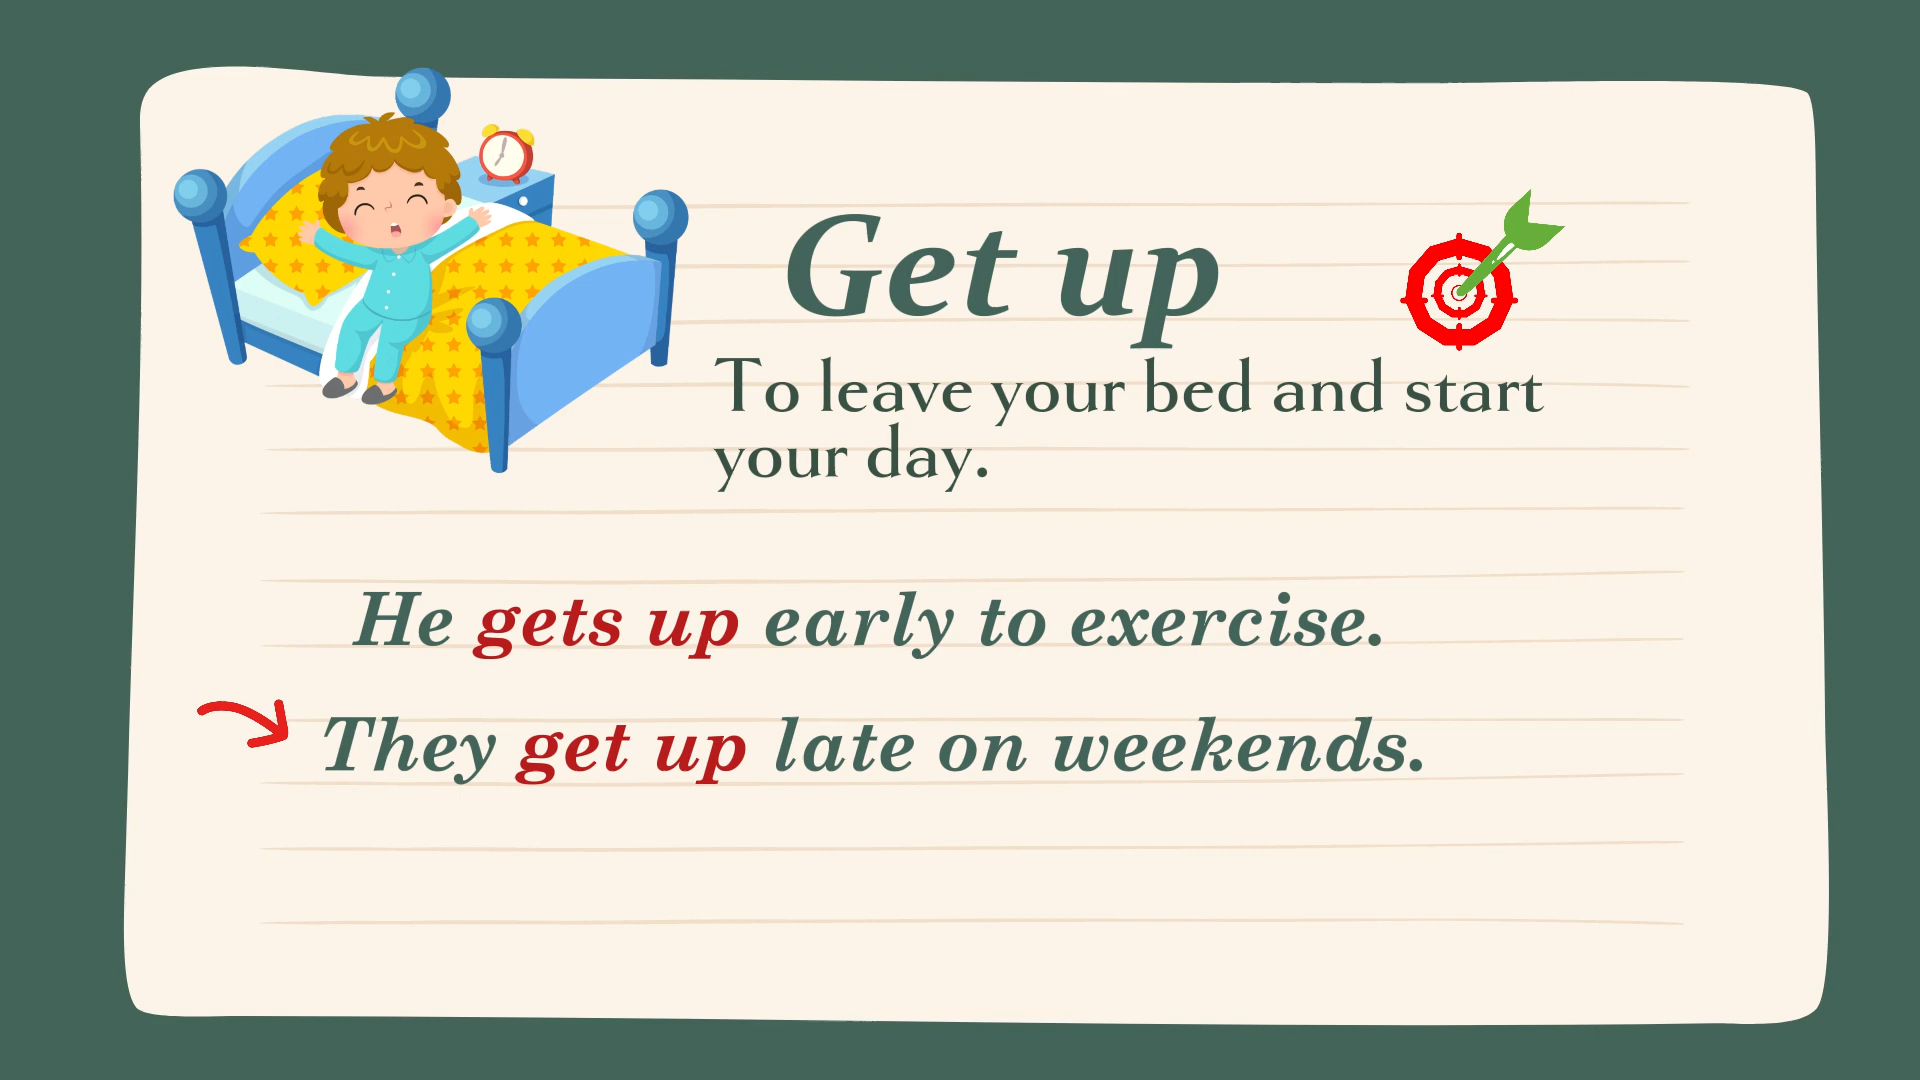 Get up
To leave your bed and start
your day.
He gets up early to exercise.
They get up late on weekends.